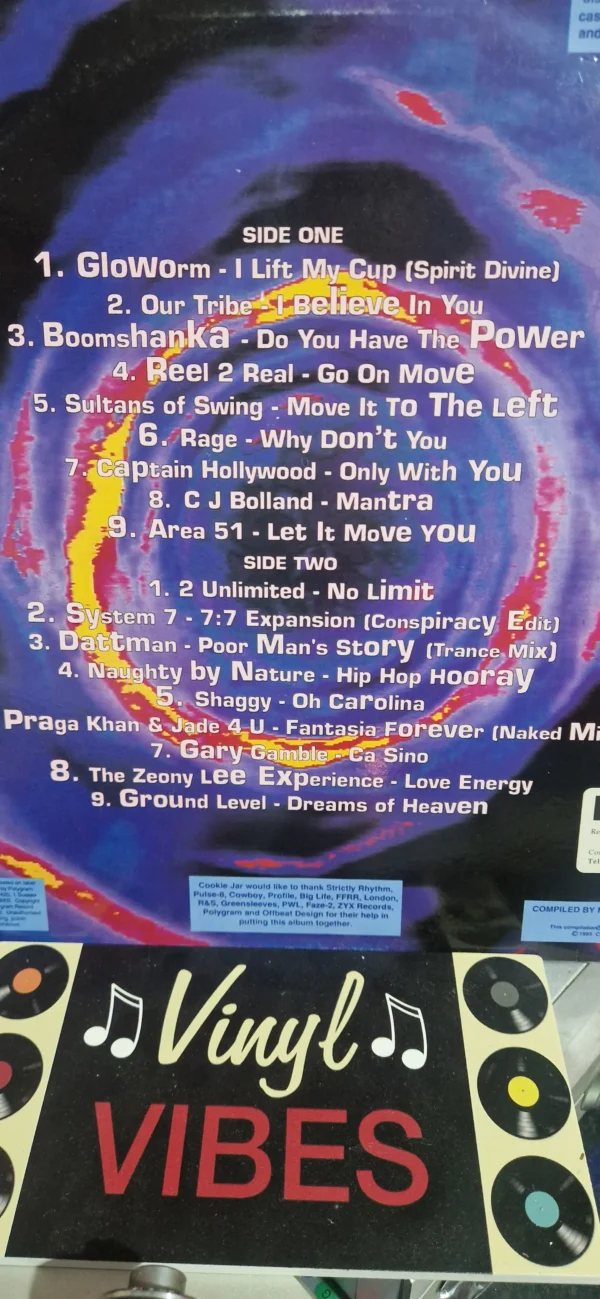 cas
and
SIDE ONE
1. GloWOrm - I Lift My Cup (Spirit Divine)
2. Our Tribe - I Believe In You
3. Boomshanka - Do You Have The PoWer
4. Reel 2 Real - Go On Move
5. Sultans of Swing - Move It To The Left
6. Rage - Why Don't You
7. Captain Hollywood - Only With You
8. C J Bolland - Mantra
9. Area 51 - Let It Move YOU
SIDE TWO
1. 2 Unlimited - No Limit
2. System 7 - 7:7 Expansion (Conspiracy Edit)
3. Dattman - Poor Man's Story (Trance Mix)
4. Naughty by Nature - Hip Hop Hooray
5. Shaggy - Oh Carolina
Praga Khan & Jade 4 U - Fantasia Forever (Naked Mi
7. Gary Gamble - Ca Sino
8. The Zeony Lee Experience - Love Energy
9. Ground Level - Dreams of Heaven
Cookie Jar would like to thank Strictly Rhythm,
Pulse-8, Cowboy, Profile, Big Life, FFRR, London,
R&S, Greensleeves, PWL, Faze-2, ZYX Records,
Polygram and Offbeat Design for their help in
putting this album together.
COMPILED BY
This compilation
Vinyl
VIBES